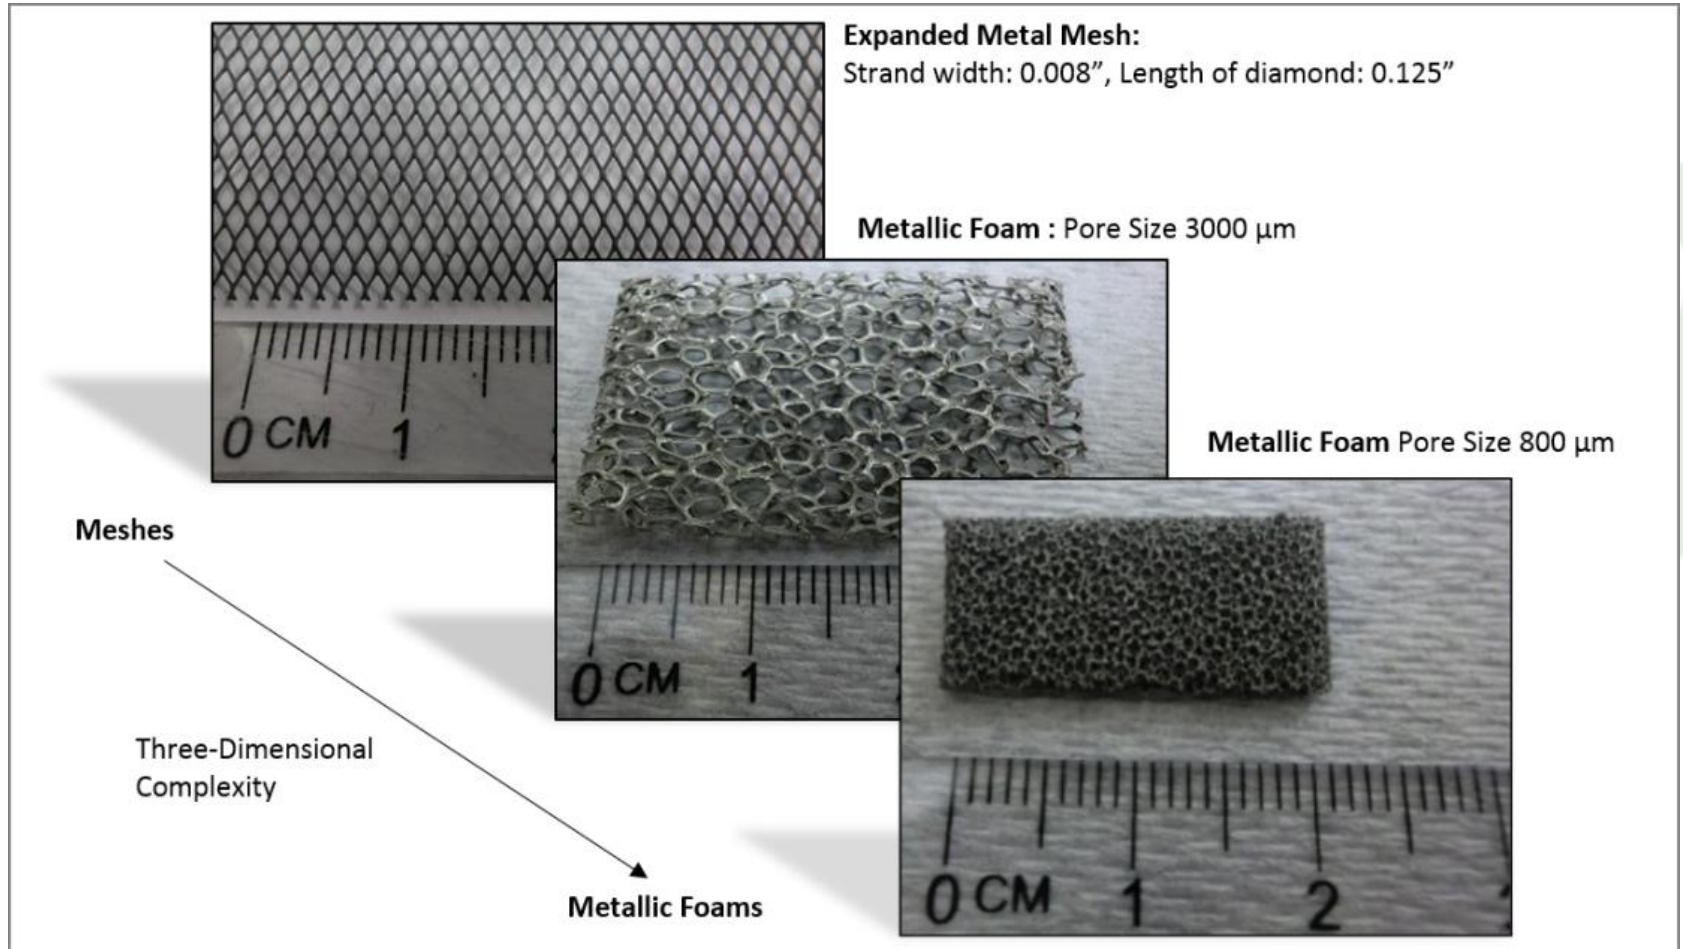 Expanded Metal Mesh:
Strand width: 0.008”, Length of diamond: 0.125”
Metallic Foam : Pore Size 3000 μm
Metallic Foam Pore Size 800 μm
0 CM 1
0 CM 1
0 CM 1 2
Meshes
Three-Dimensional
Complexity
Metallic Foams